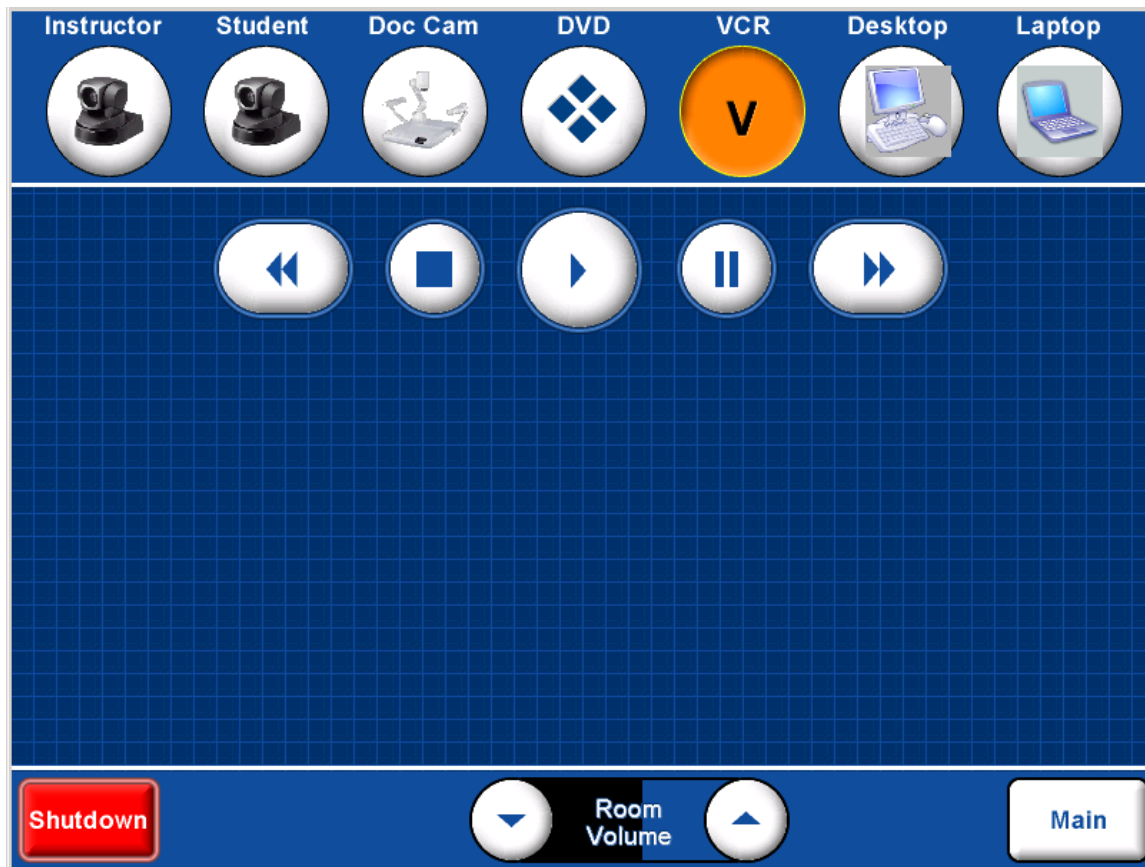 Instructor Student Doc Cam DVD VCR Desktop Laptop
V
Shutdown
Room
Volume
Main